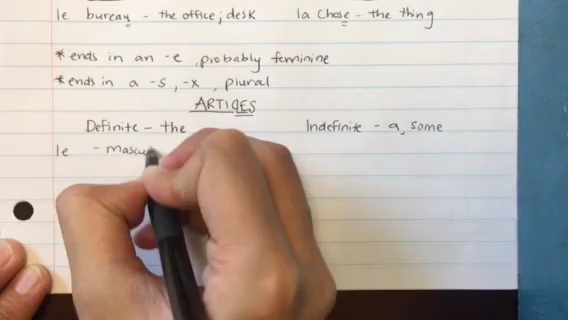 le bureau - the office; desk la chose - the thing
*ends in an -e, probably feminine
*ends in a -s, -x, plural
ARTICLES
Definite - the Indefinite - a, some
le - mascu